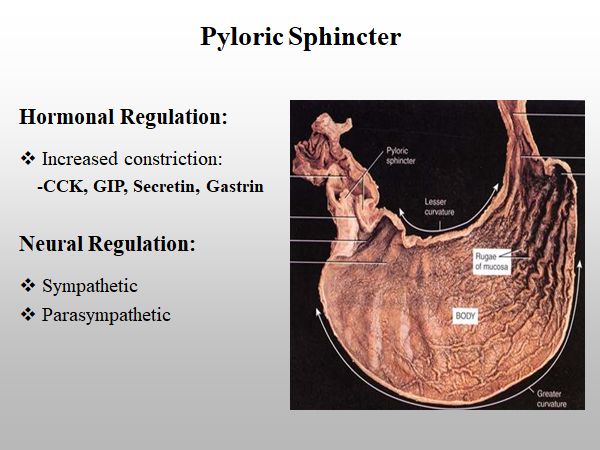 Pyloric Sphincter
Hormonal Regulation:
❖ Increased constriction:
-CCK, GIP, Secretin, Gastrin
Neural Regulation:
❖ Sympathetic
❖ Parasympathetic
Pyloric
sphincter
Lesser
curvature
Rugae
of mucosa
BODY
Greater
curvature